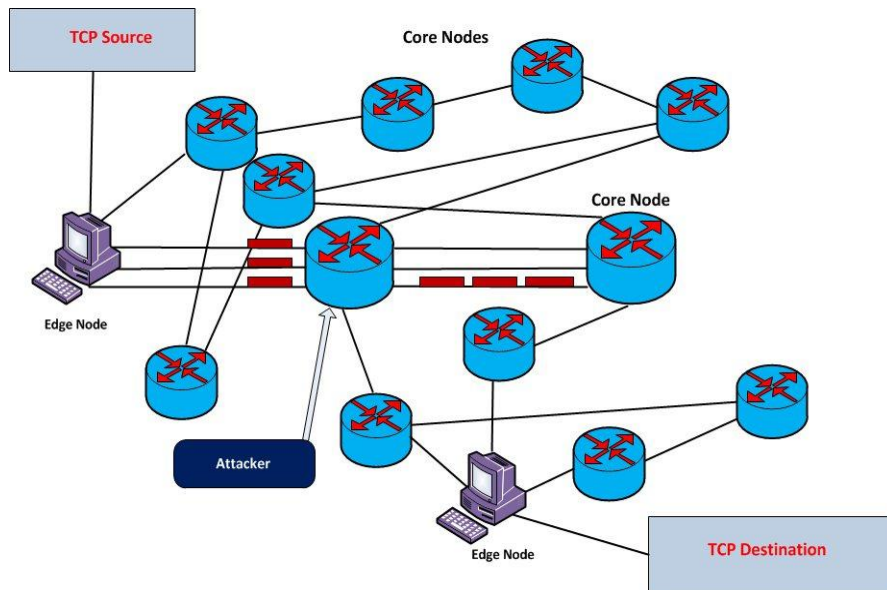 TCP Source
Core Nodes
Core Node
Edge Node
Attacker
Edge Node
TCP Destination